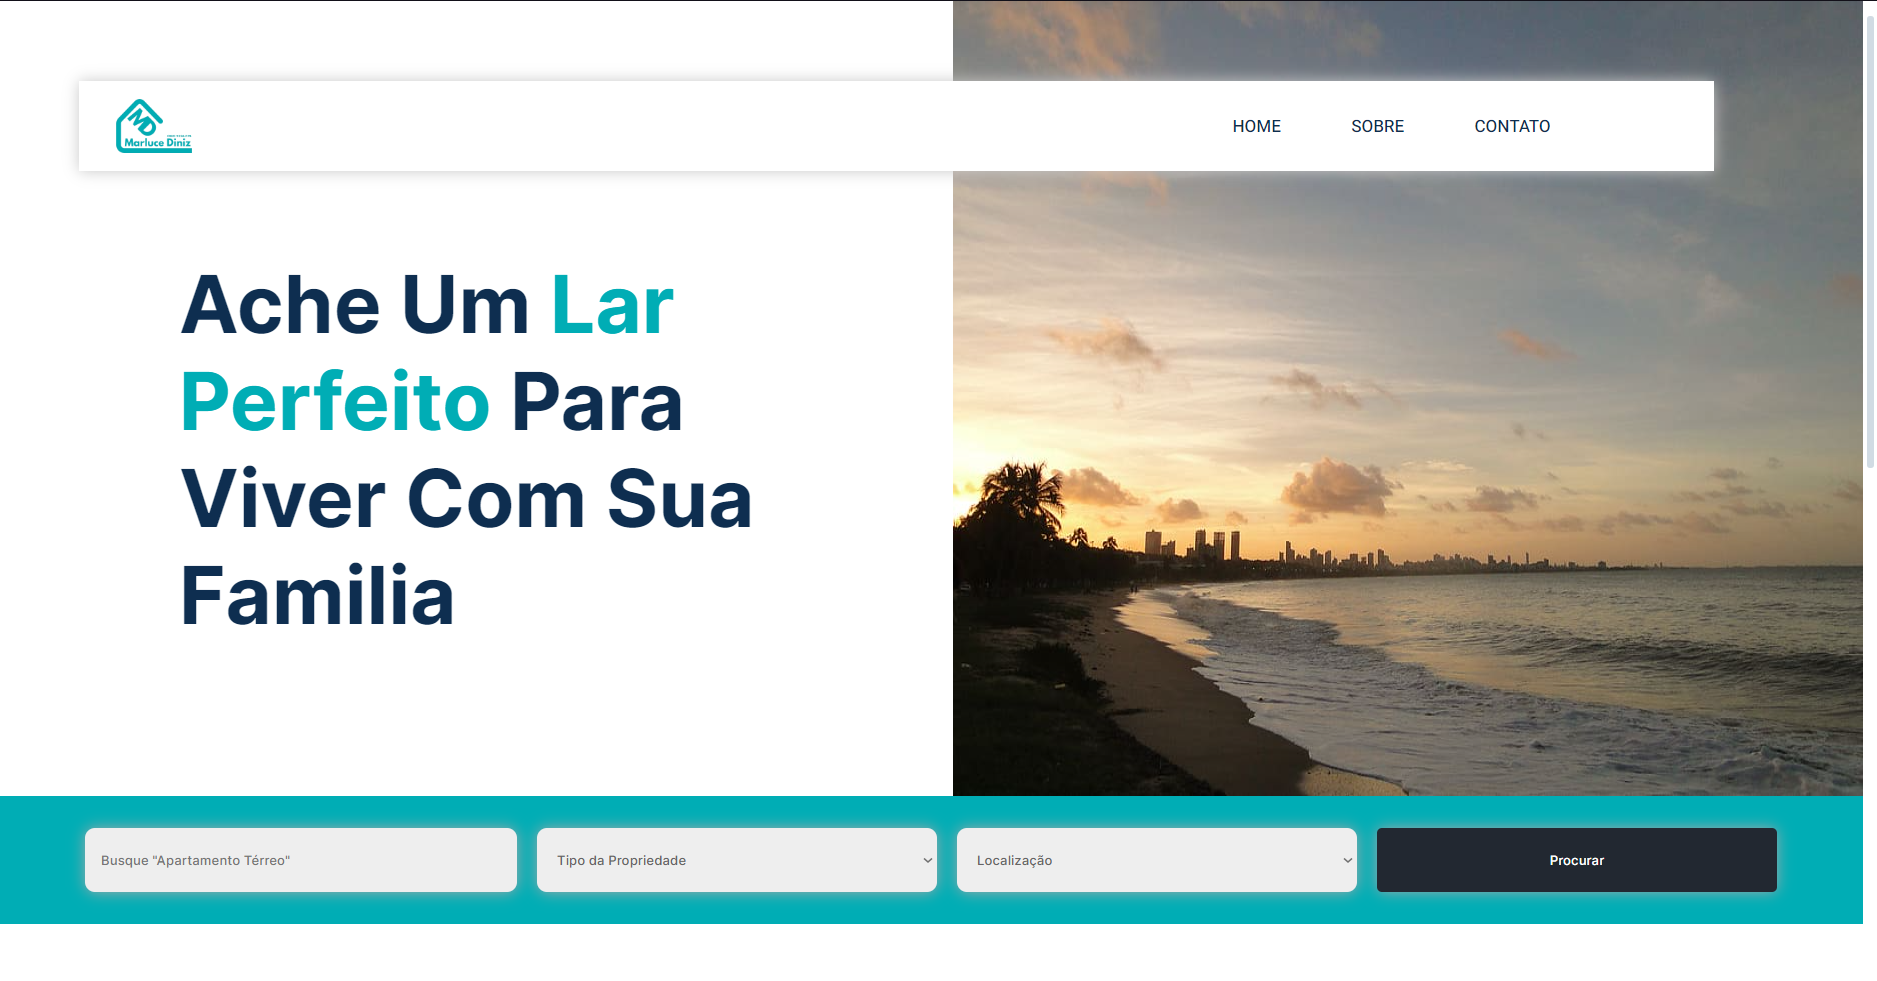 MD
Marluce Diniz
HOME
SOBRE
CONTATO
Ache Um Lar
Perfeito Para
Viver Com Sua
Familia
Busque "Apartamento Térreo"
Tipo da Propriedade
Localização
Procurar